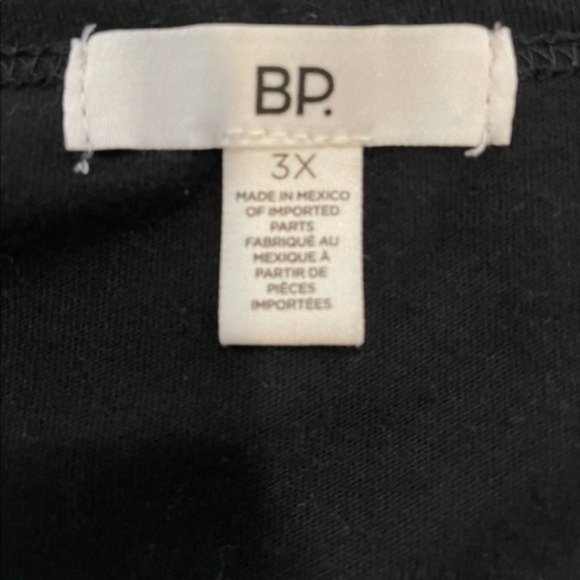 BP.
3X
MADE IN MEXICO
OF IMPORTED
PARTS
FABRIQUÉ AU
MEXIQUE À
PARTIR DE
PIÈCES
IMPORTÉES